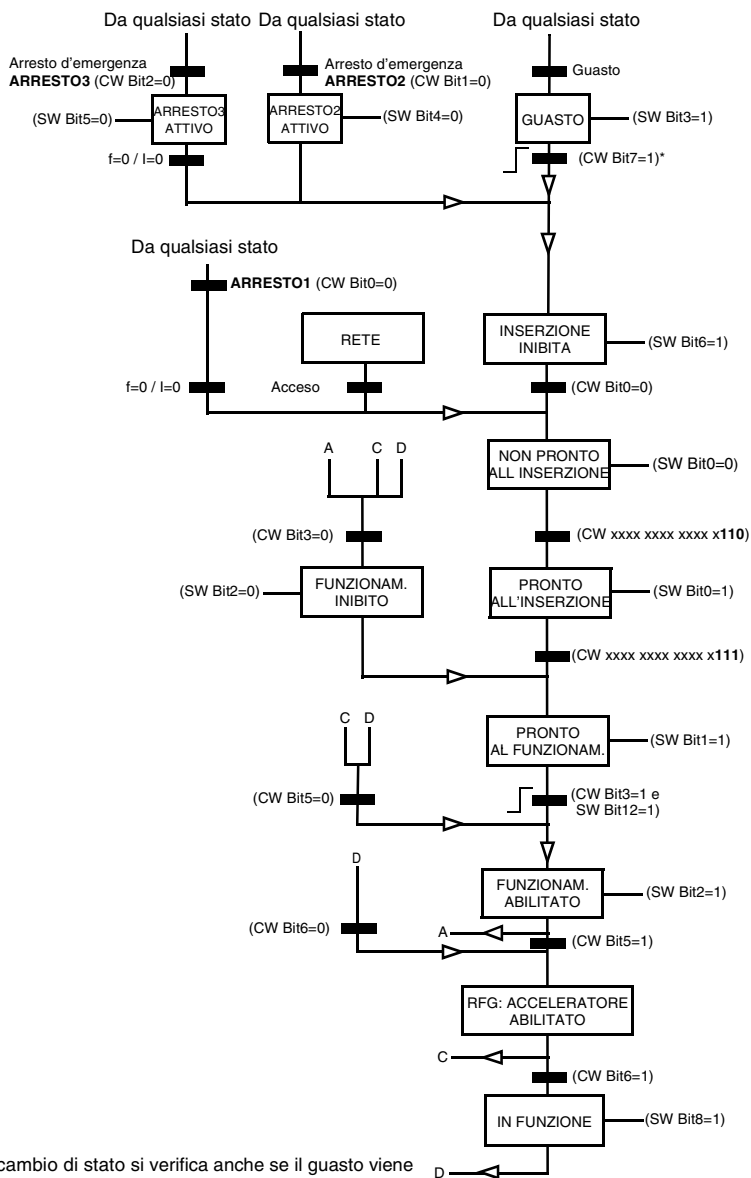 Da qualsiasi stato Da qualsiasi stato Da qualsiasi stato
Arresto d'emergenza
ARRESTO3 (CW Bit2=0)
Arresto d'emergenza
ARRESTO2 (CW Bit1=0)
Guasto
(SW Bit5=0)
ARRESTO3
ATTIVO
ARRESTO2
ATTIVO
(SW Bit4=0)
GUASTO
(SW Bit3=1)
f=0 / I=0
(CW Bit7=1)*
Da qualsiasi stato
ARRESTO1 (CW Bit0=0)
RETE
INSERZIONE
INIBITA
(SW Bit6=1)
f=0 / I=0
Acceso
(CW Bit0=0)
A C D
NON PRONTO
ALL INSERZIONE
(SW Bit0=0)
(CW Bit3=0)
(CW xxxx xxxx xxxx x110)
(SW Bit2=0)
FUNZIONAM.
INIBITO
PRONTO
ALL'INSERZIONE
(SW Bit0=1)
(CW xxxx xxxx xxxx x111)
C D
PRONTO
AL FUNZIONAM.
(SW Bit1=1)
(CW Bit5=0)
(CW Bit3=1 e
SW Bit12=1)
D
FUNZIONAM.
ABILITATO
(SW Bit2=1)
(CW Bit6=0)
A
(CW Bit5=1)
RFG: ACCELERATORE
ABILITATO
C
(CW Bit6=1)
IN FUNZIONE
(SW Bit8=1)
cambio di stato si verifica anche se il guasto viene
D